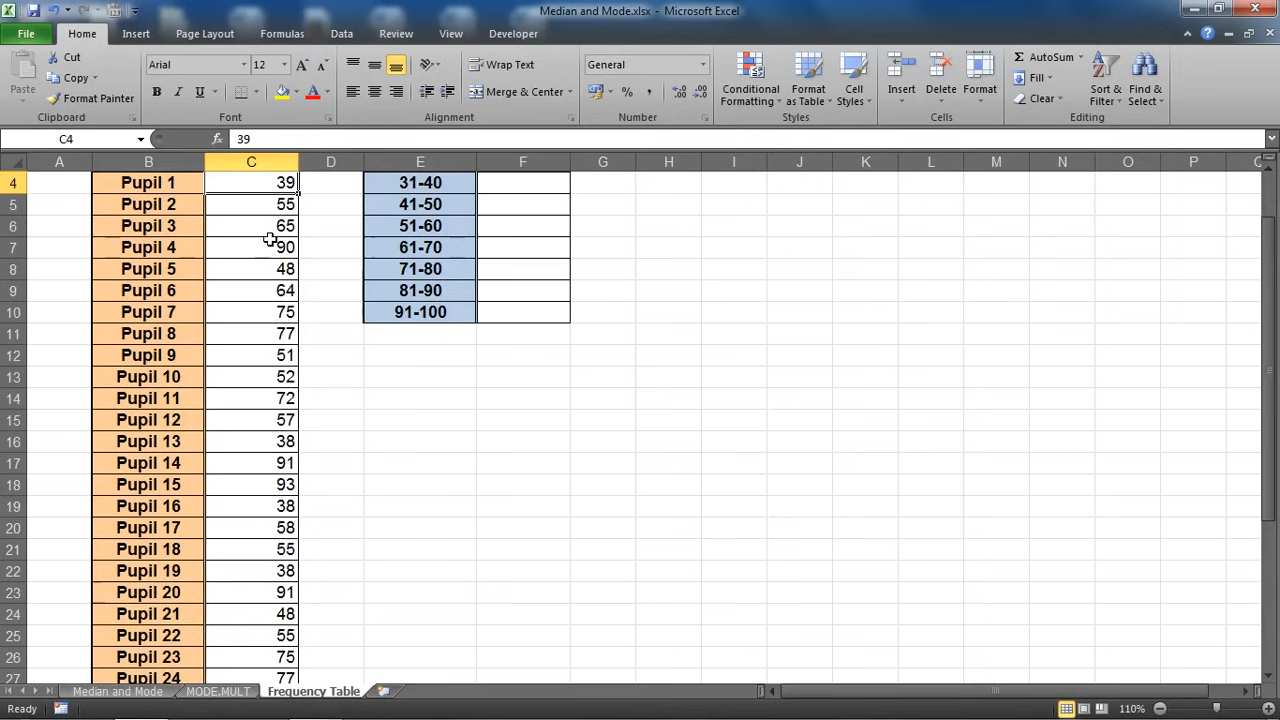 Median and Mode.xlsx - Microsoft Excel
File Home Insert Page Layout Formulas Data Review View Developer
Cut
Copy
Format Painter
Paste
Clipboard
Arial 12
B I U
Font
Wrap Text
Merge & Center
Alignment
General
Number
Conditional Formatting
Format as Table
Cell Styles
Styles
Insert Delete Format
Cells
AutoSum
Fill
Clear
Sort & Filter
Find & Select
Editing
C4 fx 39
A B C D E F G H I J K L M N O P Q
4 Pupil 1 39 31-40
5 Pupil 2 55 41-50
6 Pupil 3 65 51-60
7 Pupil 4 90 61-70
8 Pupil 5 48 71-80
9 Pupil 6 64 81-90
10 Pupil 7 75 91-100
11 Pupil 8 77
12 Pupil 9 51
13 Pupil 10 52
14 Pupil 11 72
15 Pupil 12 57
16 Pupil 13 38
17 Pupil 14 91
18 Pupil 15 93
19 Pupil 16 38
20 Pupil 17 58
21 Pupil 18 55
22 Pupil 19 38
23 Pupil 20 91
24 Pupil 21 48
25 Pupil 22 55
26 Pupil 23 75
27 Pupil 24 77
Median and Mode MODE.MULT Frequency Table
Ready 110%